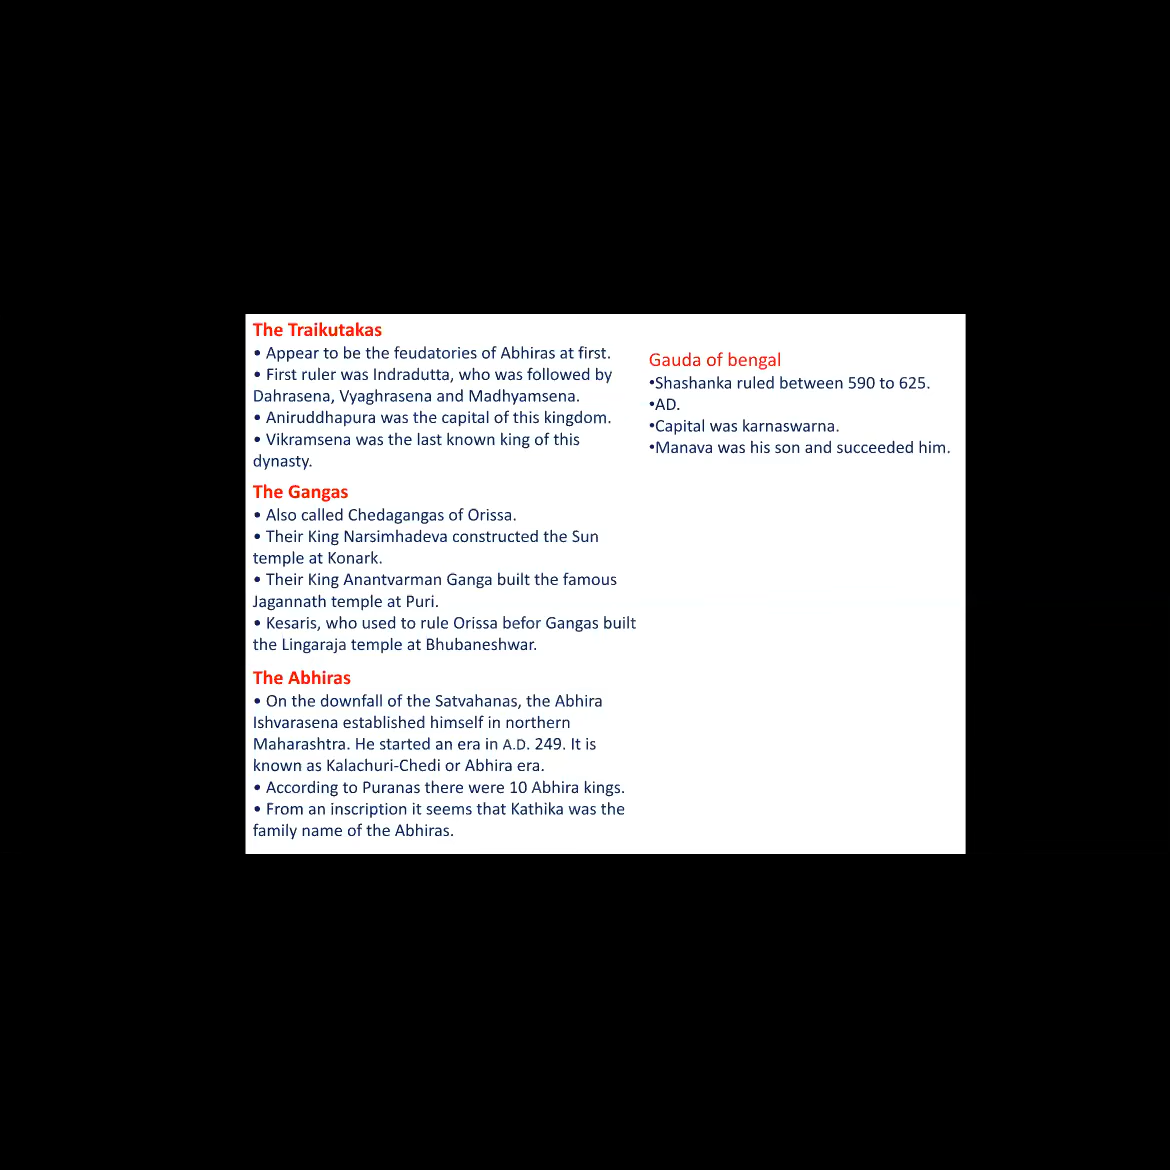 The Traikutakas
• Appear to be the feudatories of Abhiras at first.
• First ruler was Indradutta, who was followed by
Dahrasena, Vyaghrasena and Madhyamsena.
• Aniruddhapura was the capital of this kingdom.
• Vikramsena was the last known king of this
dynasty.
The Gangas
• Also called Chedagangas of Orissa.
• Their King Narsimhadeva constructed the Sun
temple at Konark.
• Their King Anantvarman Ganga built the famous
Jagannath temple at Puri.
• Kesaris, who used to rule Orissa befor Gangas built
the Lingaraja temple at Bhubaneshwar.
The Abhiras
• On the downfall of the Satvahanas, the Abhira
Ishvarasena established himself in northern
Maharashtra. He started an era in A.D. 249. It is
known as Kalachuri-Chedi or Abhira era.
• According to Puranas there were 10 Abhira kings.
• From an inscription it seems that Kathika was the
family name of the Abhiras.
Gauda of bengal
•Shashanka ruled between 590 to 625.
•AD.
•Capital was karnaswarna.
•Manava was his son and succeeded him.